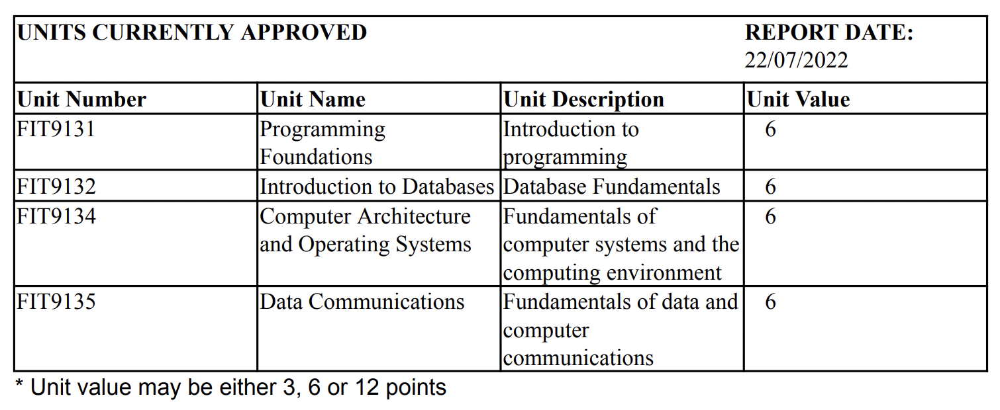 UNITS CURRENTLY APPROVED REPORT DATE:
22/07/2022
Unit Number Unit Name Unit Description Unit Value
FIT9131 Programming Introduction to 6
Foundations programming
FIT9132 Introduction to Databases Database Fundamentals 6
FIT9134 Computer Architecture Fundamentals of 6
and Operating Systems computer systems and the
computing environment
FIT9135 Data Communications Fundamentals of data and 6
computer
communications
* Unit value may be either 3, 6 or 12 points